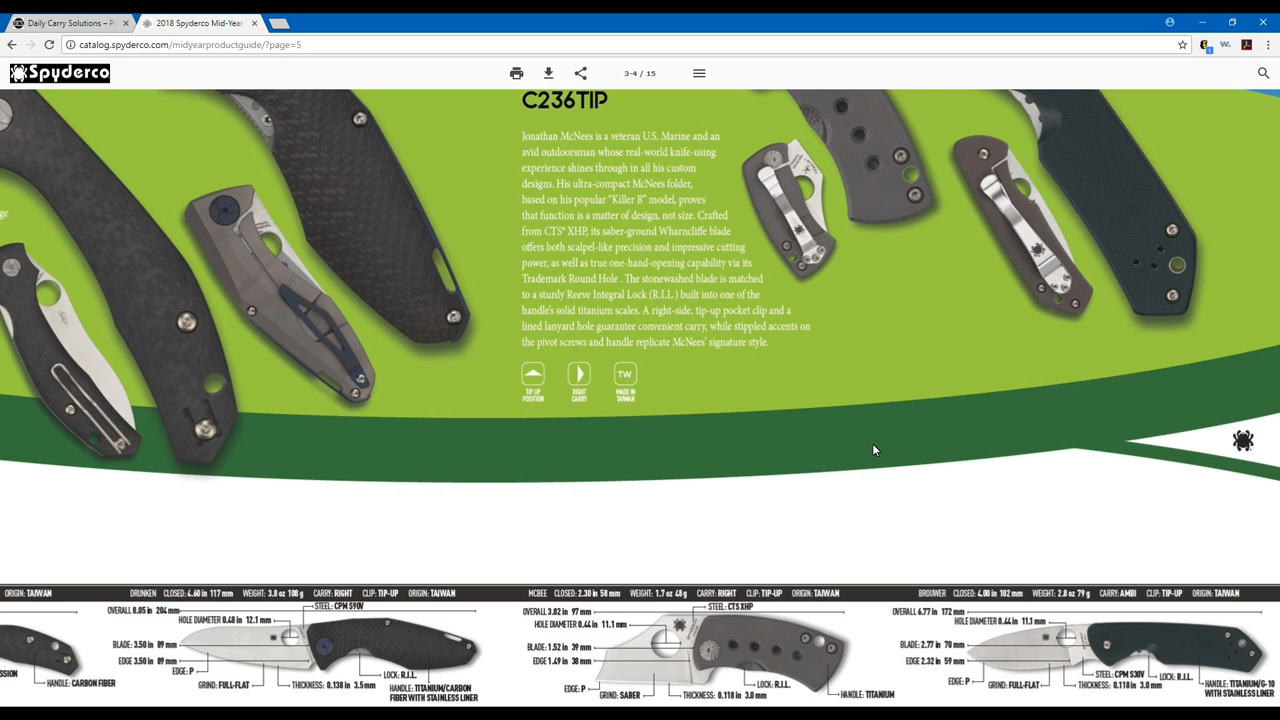 Daily Carry Solutions – P
2018 Spyderco Mid-Year
catalog.spyderco.com/midyearproductguide/?page=5
Spyderco
3-4 / 15
C236TIP
Jonathan McNees is a veteran U.S. Marine and an
avid outdoorsman whose real-world knife-using
experience shines through in all his custom
designs. His ultra-compact McNees folder,
based on his popular “Killer B” model, proves
that function is a matter of design, not size. Crafted
from CTS® XHP, its saber-ground Wharncliffe blade
offers both scalpel-like precision and impressive cutting
power, as well as true one-hand-opening capability via its
Trademark Round Hole . The stonewashed blade is matched
to a sturdy Reeve Integral Lock (R.I.L.) built into one of the
handle’s solid titanium scales. A right-side, tip-up pocket clip and a
lined lanyard hole guarantee convenient carry, while stippled accents on
the pivot screws and handle replicate McNees’ signature style.
ge
TIP UP
POSITION
RIGHT
CARRY
TW
MADE IN
TAIWAN
ORIGIN: TAIWAN
SSION
HANDLE: CARBON FIBER
DRUNKEN CLOSED: 4.60 in 117 mm WEIGHT: 3.8 oz 108 g CARRY: RIGHT CLIP: TIP-UP ORIGIN: TAIWAN
OVERALL 8.05 in 204 mm
STEEL: CPM S90V
HOLE DIAMETER 0.48 in 12.1 mm
BLADE: 3.50 in 89 mm
EDGE 3.50 in 89 mm
EDGE: P
LOCK: R.I.L.
GRIND: FULL-FLAT
THICKNESS: 0.138 in 3.5 mm
HANDLE: TITANIUM/CARBON
FIBER WITH STAINLESS LINER
MCBEE CLOSED: 2.30 in 58 mm WEIGHT: 1.7 oz 48 g CARRY: RIGHT CLIP: TIP-UP ORIGIN: TAIWAN
OVERALL 3.82 in 97 mm
STEEL: CTS XHP
HOLE DIAMETER 0.44 in 11.1 mm
BLADE: 1.52 in 39 mm
EDGE 1.49 in 38 mm
EDGE: P
LOCK: R.I.L.
GRIND: SABER
THICKNESS: 0.118 in 3.0 mm
HANDLE: TITANIUM
BROUWER CLOSED: 4.00 in 102 mm WEIGHT: 2.8 oz 79 g CARRY: AMBI CLIP: TIP-UP ORIGIN: TAIWAN
OVERALL 6.77 in 172 mm
HOLE DIAMETER 0.44 in 11.1 mm
BLADE: 2.77 in 70 mm
EDGE 2.32 in 59 mm
STEEL: CPM S30V
LOCK: R.I.L.
EDGE: P
GRIND: FULL-FLAT
THICKNESS: 0.118 in 3.0 mm
HANDLE: TITANIUM/G-10
WITH STAINLESS LINER